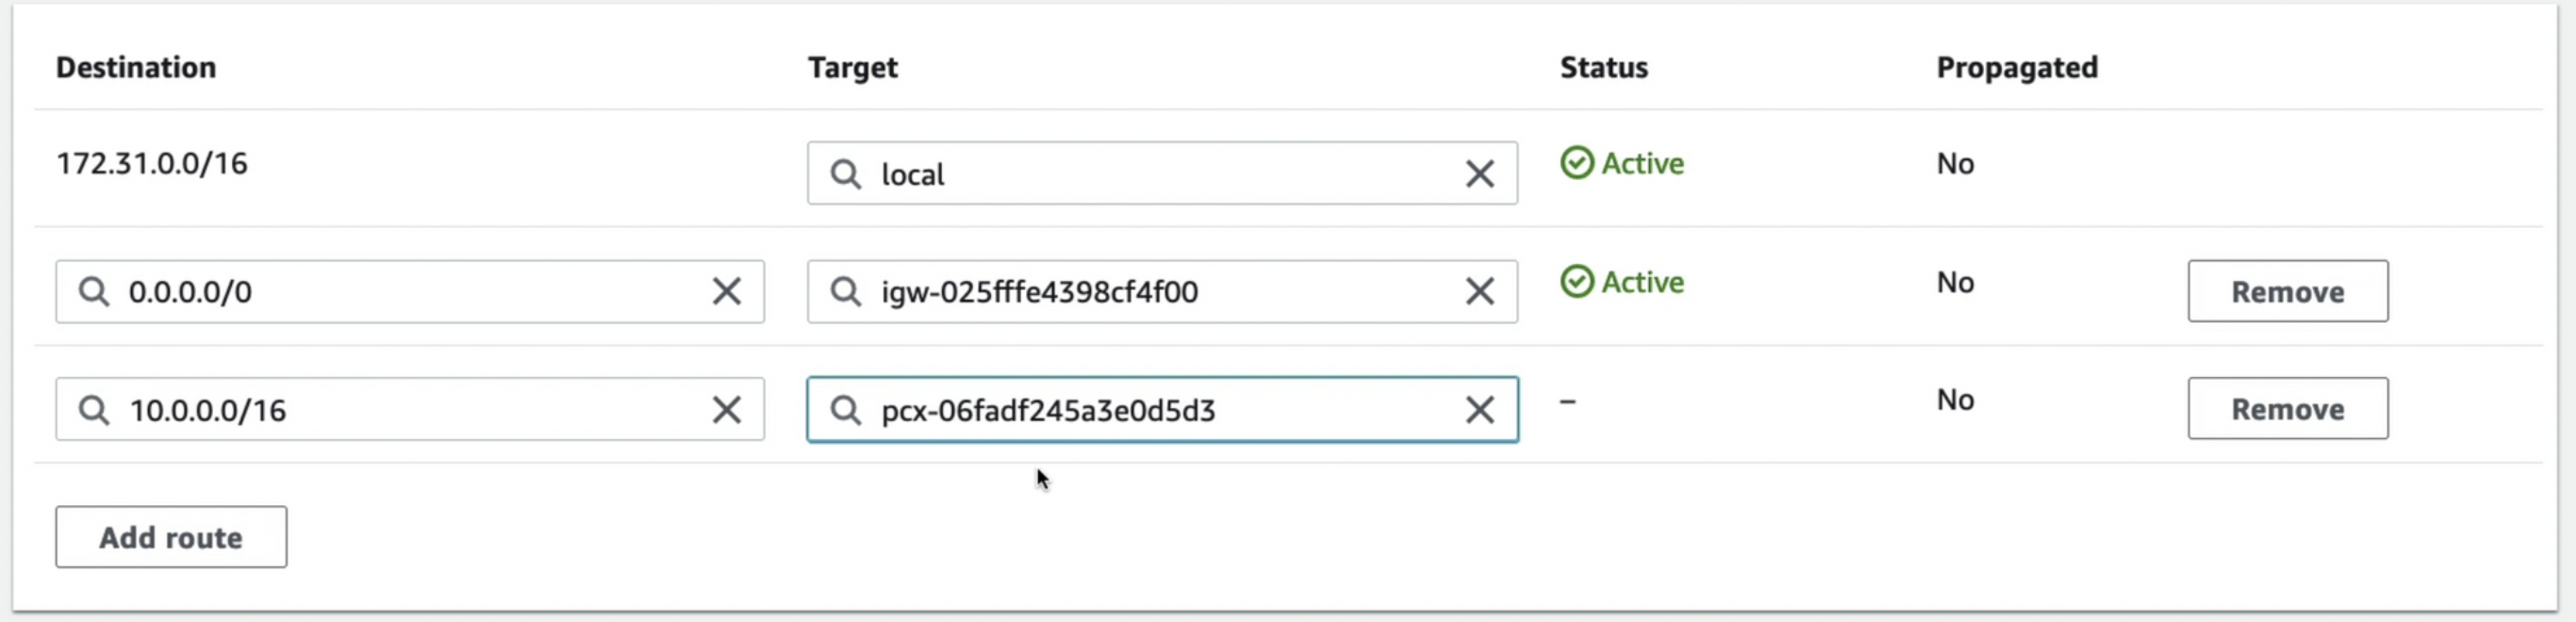 Destination Target Status Propagated
172.31.0.0/16 local Active No
0.0.0.0/0 igw-025fffe4398cf4f00 Active No Remove
10.0.0.0/16 pcx-06fadf245a3e0d5d3 – No Remove
Add route